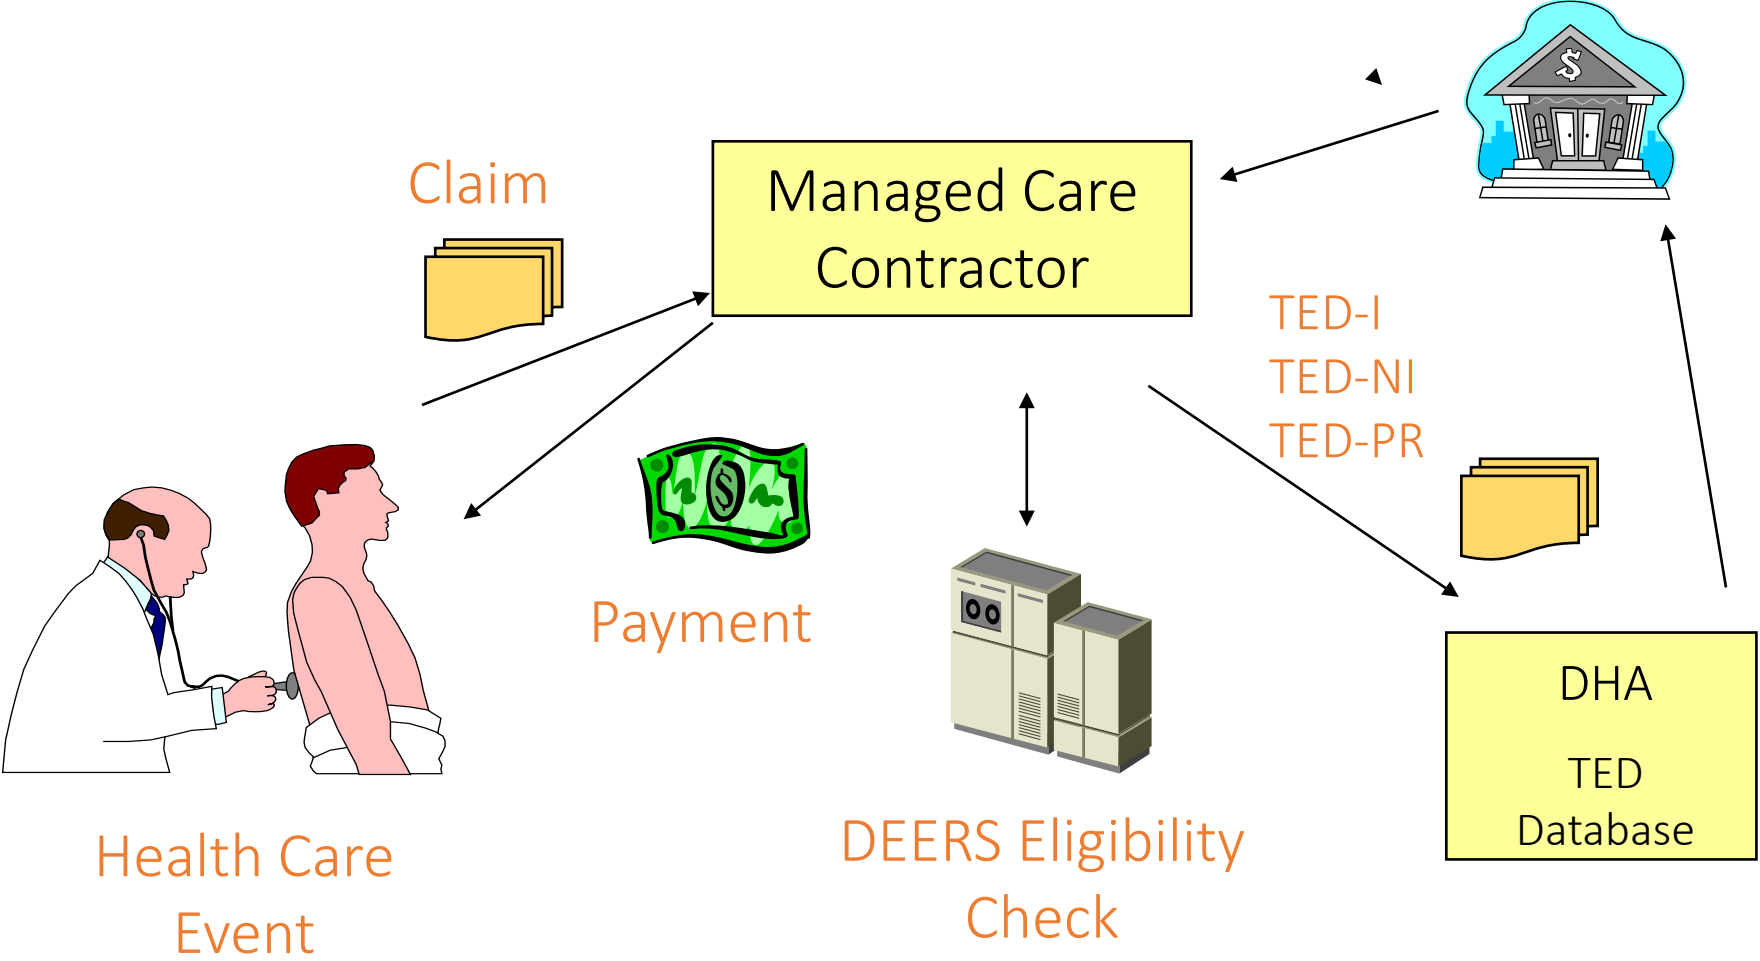 Claim
Managed Care
Contractor
TED-I
TED-NI
TED-PR
Payment
DHA
TED
Database
Health Care
Event
DEERS Eligibility
Check
$
$